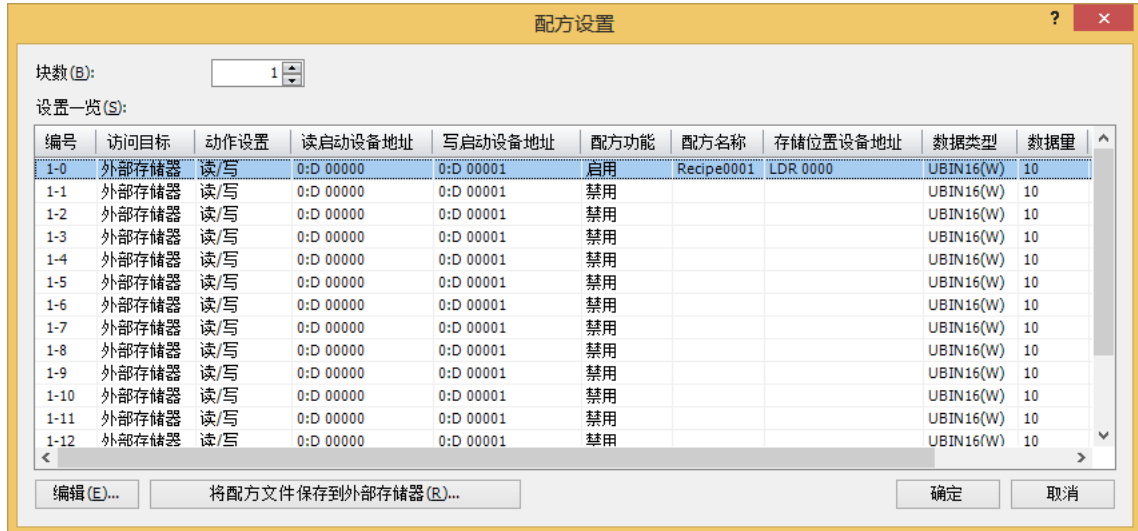 配方设置 ? ×
块数(B): 1
设置一览(S):
编号 访问目标 动作设置 读启动设备地址 写启动设备地址 配方功能 配方名称 存储位置设备地址 数据类型 数据量
1-0 外部存储器 读/写 0:D 00000 0:D 00001 启用 Recipe0001 LDR 0000 UBIN16(W) 10
1-1 外部存储器 读/写 0:D 00000 0:D 00001 禁用 UBIN16(W) 10
1-2 外部存储器 读/写 0:D 00000 0:D 00001 禁用 UBIN16(W) 10
1-3 外部存储器 读/写 0:D 00000 0:D 00001 禁用 UBIN16(W) 10
1-4 外部存储器 读/写 0:D 00000 0:D 00001 禁用 UBIN16(W) 10
1-5 外部存储器 读/写 0:D 00000 0:D 00001 禁用 UBIN16(W) 10
1-6 外部存储器 读/写 0:D 00000 0:D 00001 禁用 UBIN16(W) 10
1-7 外部存储器 读/写 0:D 00000 0:D 00001 禁用 UBIN16(W) 10
1-8 外部存储器 读/写 0:D 00000 0:D 00001 禁用 UBIN16(W) 10
1-9 外部存储器 读/写 0:D 00000 0:D 00001 禁用 UBIN16(W) 10
1-10 外部存储器 读/写 0:D 00000 0:D 00001 禁用 UBIN16(W) 10
1-11 外部存储器 读/写 0:D 00000 0:D 00001 禁用 UBIN16(W) 10
1-12 外部存储器 读/写 0:D 00000 0:D 00001 禁用 UBIN16(W) 10
编辑(E)... 将配方文件保存到外部存储器(R)... 确定 取消